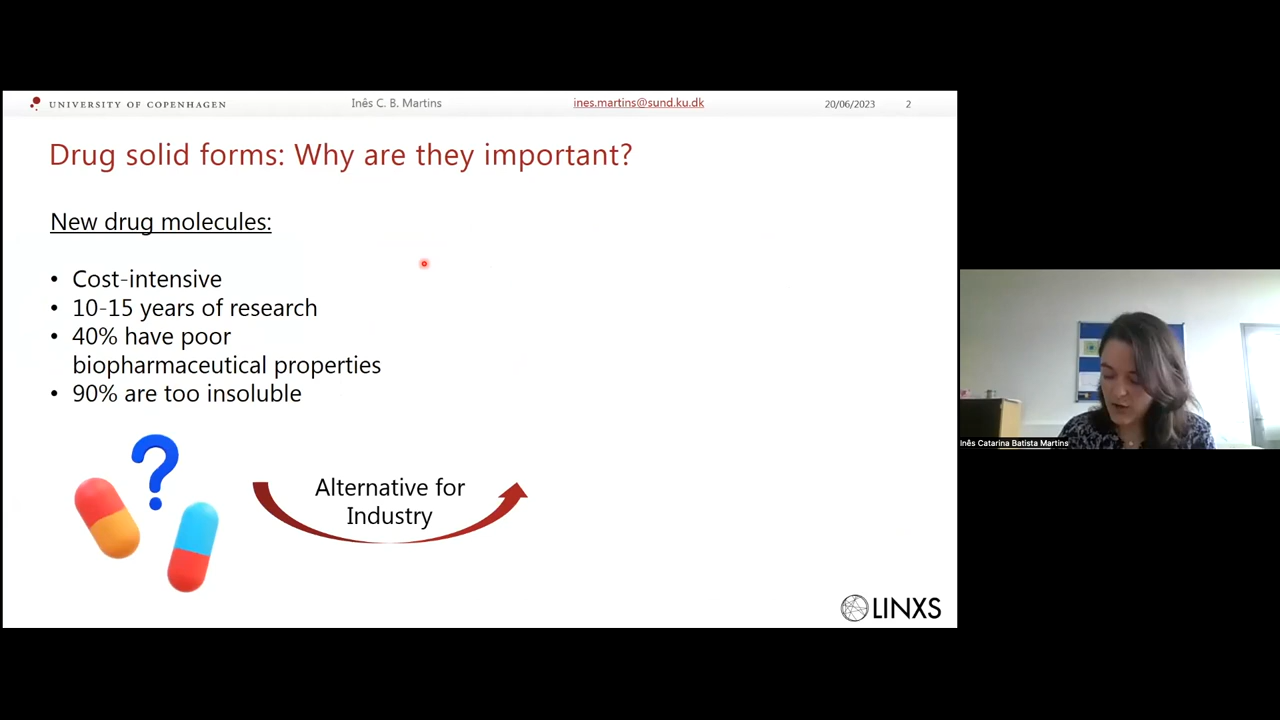 UNIVERSITY OF COPENHAGEN
Inês C. B. Martins
ines.martins@sund.ku.dk
20/06/2023
2
Drug solid forms: Why are they important?
New drug molecules:
• Cost-intensive
• 10-15 years of research
• 40% have poor
biopharmaceutical properties
• 90% are too insoluble
?
Alternative for
Industry
LINXS
Inês Catarina Batista Martins